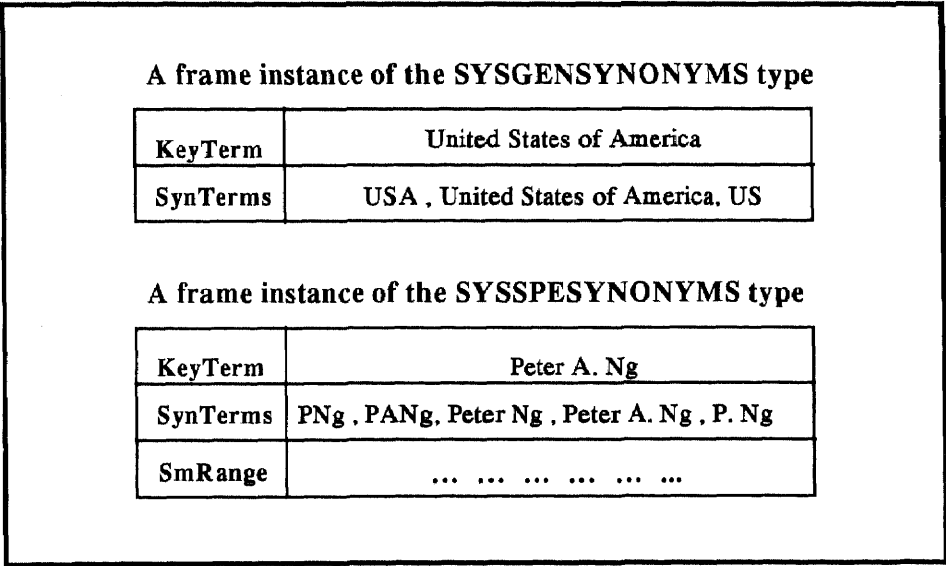 A frame instance of the SYSGENSYNONYMS type
KeyTerm United States of America
SynTerms USA , United States of America, US
A frame instance of the SYSSPESYNONYMS type
KeyTerm Peter A. Ng
SynTerms PNg , PANg, Peter Ng , Peter A. Ng , P. Ng
SmRange ... ... ... ... ... ...